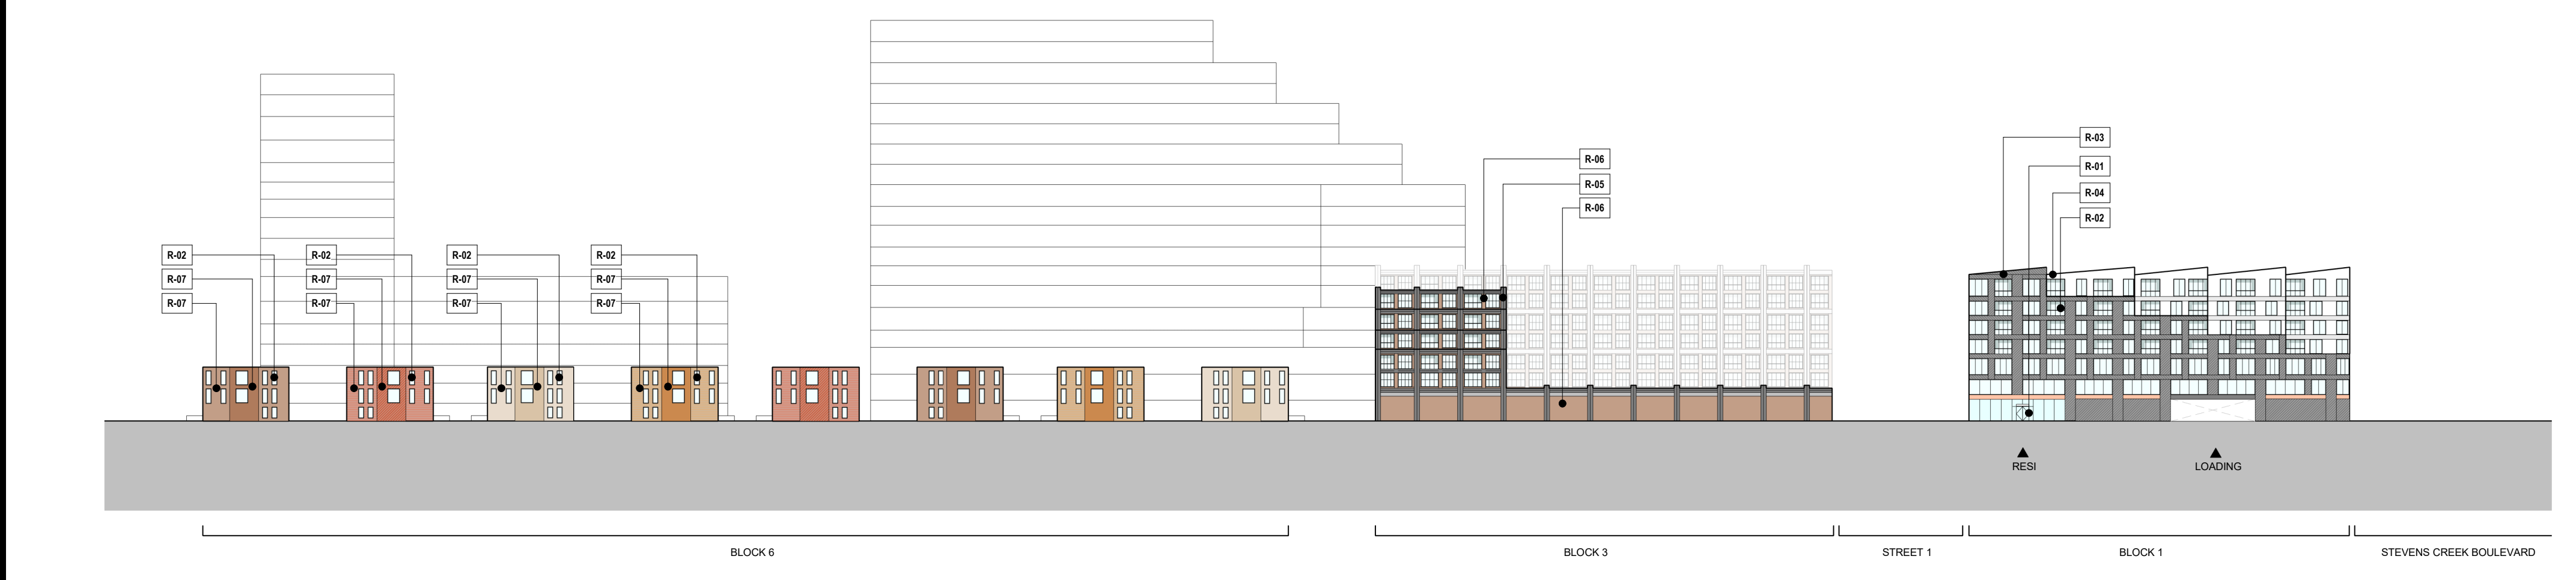 R-03
R-06
R-01
R-05
R-04
R-06
R-02
R-02
R-02
R-02
R-02
R-07
R-07
R-07
R-07
R-07
R-07
R-07
R-07
RESI
LOADING
BLOCK 6
BLOCK 3
STREET 1
BLOCK 1
STEVENS CREEK BOULEVARD